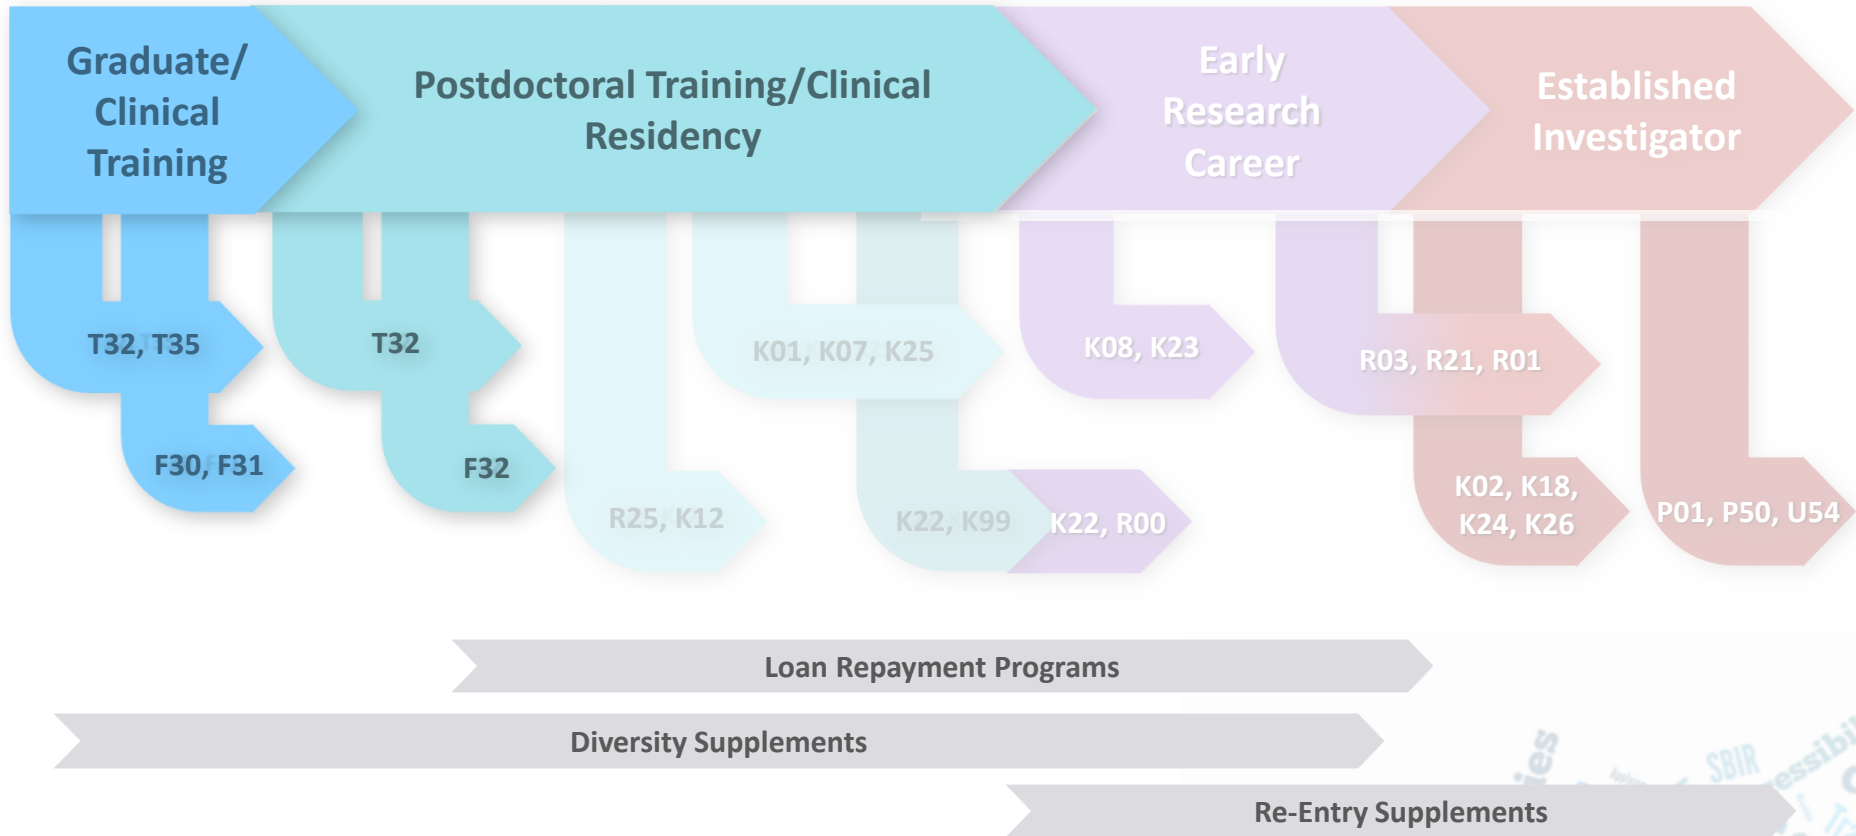 Graduate/
Clinical
Training
Postdoctoral Training/Clinical
Residency
Early
Research
Career
Established
Investigator
T32, T35
T32
K01, K07, K25
K08, K23
R03, R21, R01
F30, F31
F32
R25, K12
K22, K99
K22, R00
K02, K18,
K24, K26
P01, P50, U54
Loan Repayment Programs
Diversity Supplements
Re-Entry Supplements
SBIR